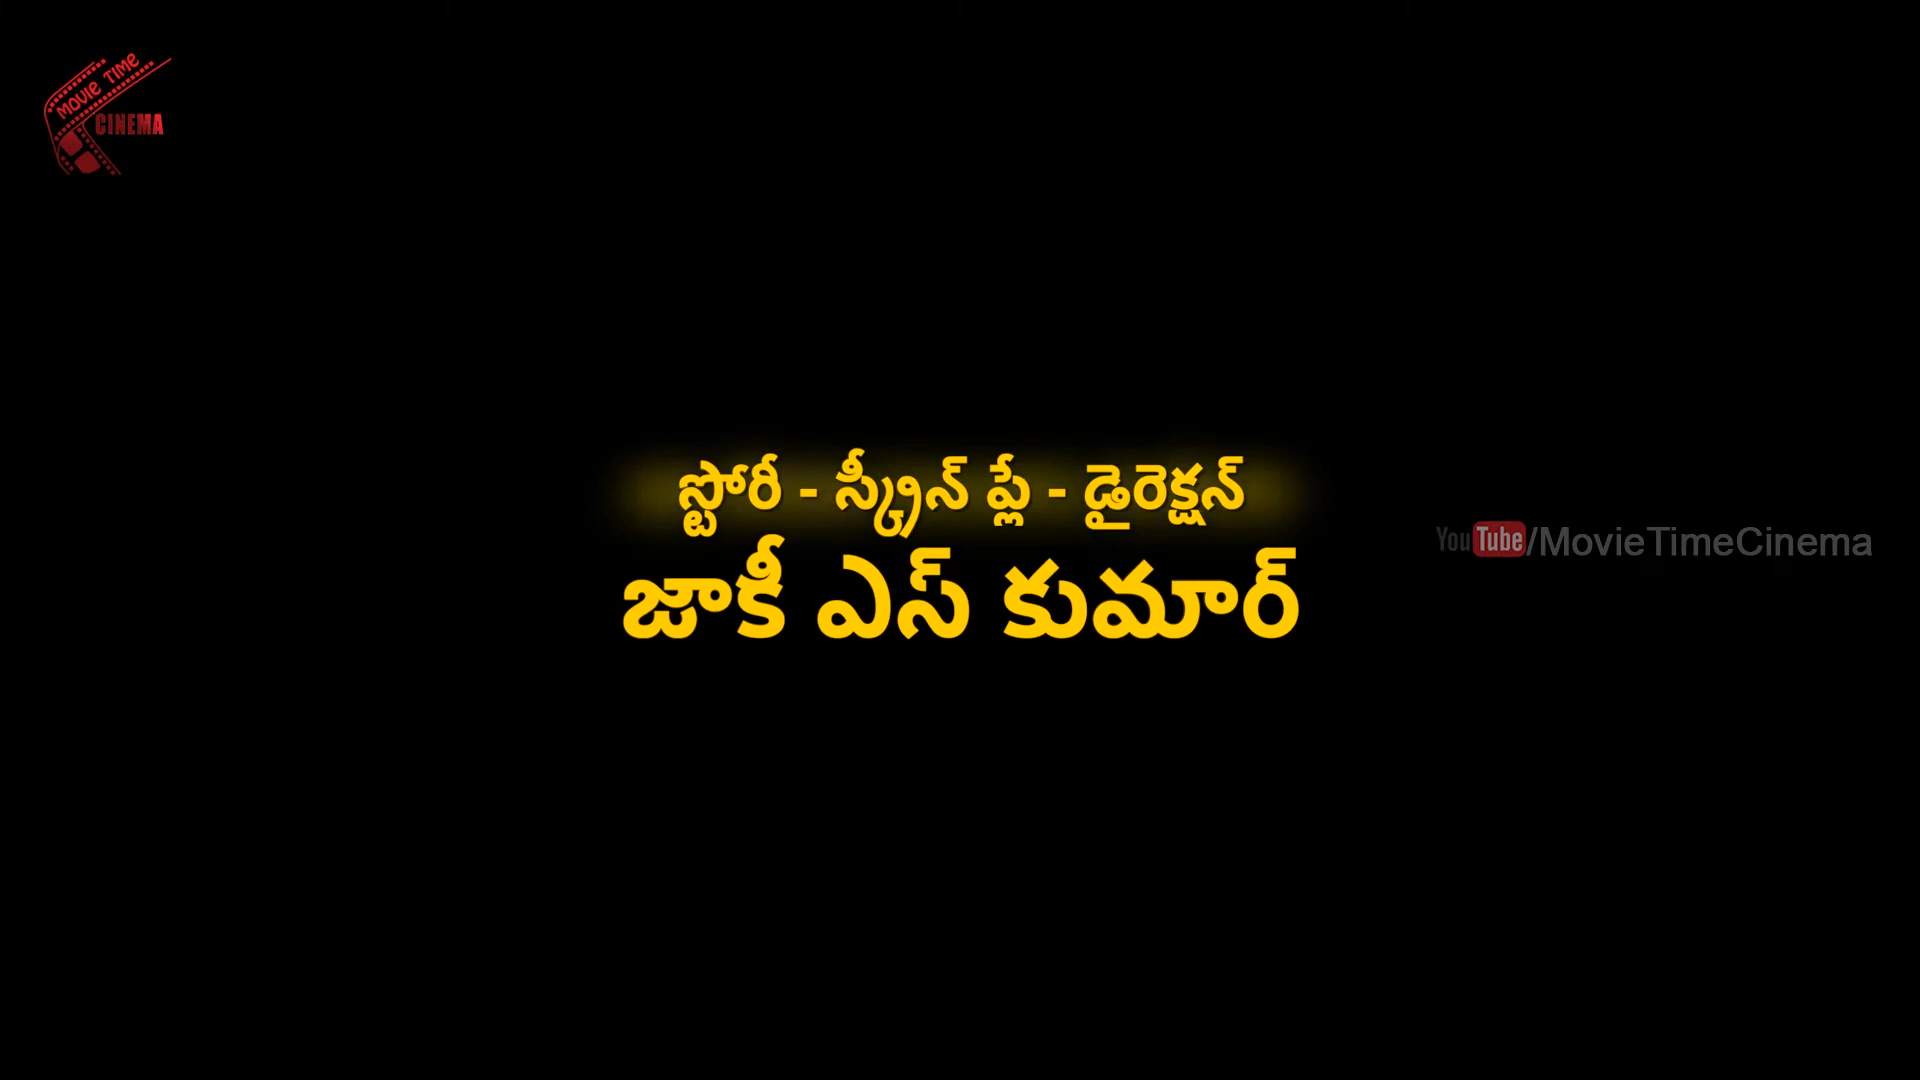 MOVIE TIME
CINEMA
స్టోరీ - స్క్రీన్ ప్లే - డైరెక్షన్
జాకీ ఎస్ కుమార్
YouTube/MovieTimeCinema